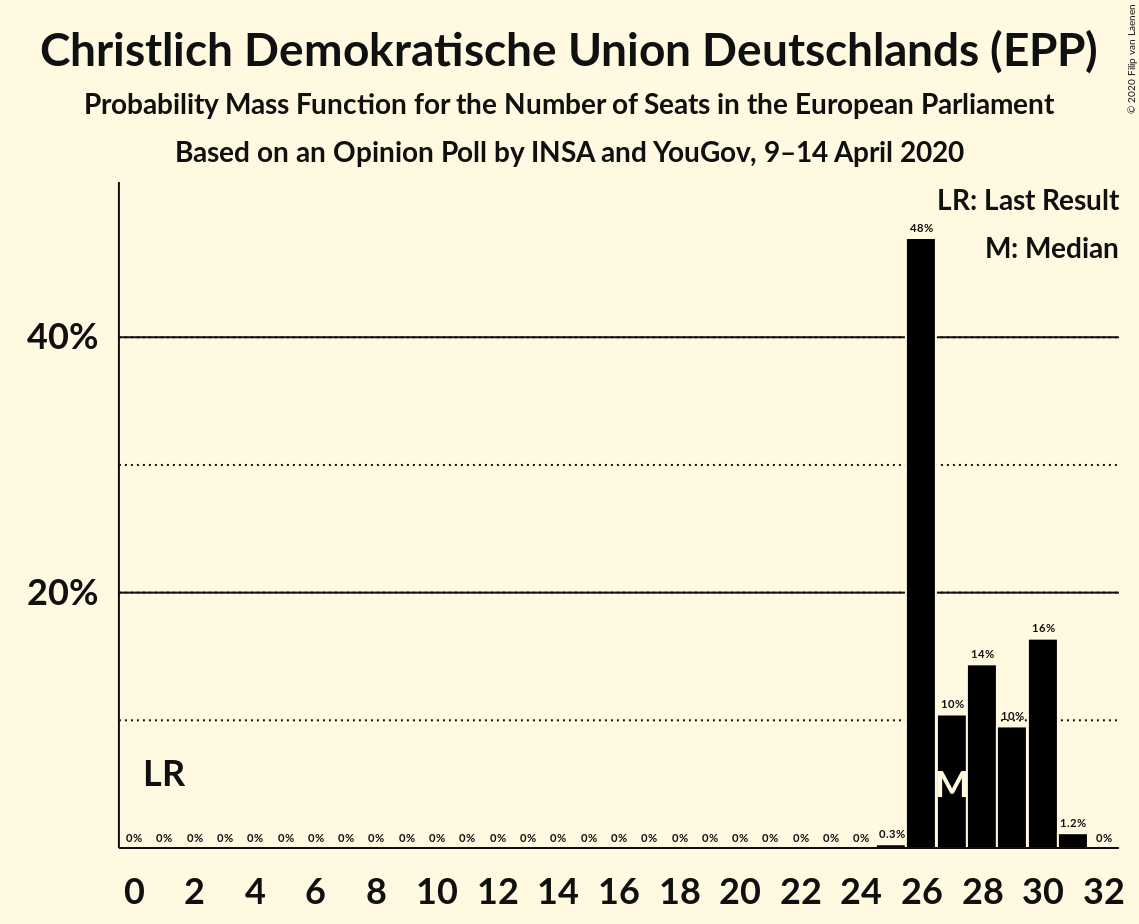 Christlich Demokratische Union Deutschlands (EPP)
Probability Mass Function for the Number of Seats in the European Parliament
Based on an Opinion Poll by INSA and YouGov, 9–14 April 2020
© 2020 Filip van Laenen
LR: Last Result
M: Median
48%
40%
20%
16%
14%
10%
10%
LR
M
0% 0% 0% 0% 0% 0% 0% 0% 0% 0% 0% 0% 0% 0% 0% 0% 0% 0% 0% 0% 0% 0% 0% 0% 0% 0.3% 1.2% 0%
0 2 4 6 8 10 12 14 16 18 20 22 24 26 28 30 32